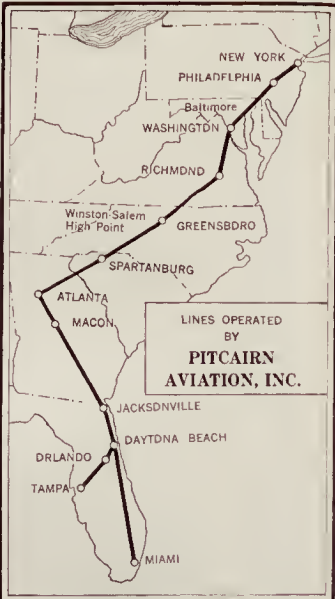 NEW YORK
PHILADELPHIA
Baltimore
WASHINGTON
RICHMOND
Winston-Salem
High Point
GREENSBORO
SPARTANBURG
ATLANTA
MACON
LINES OPERATED
BY
PITCAIRN
AVIATION, INC.
JACKSONVILLE
DAYTONA BEACH
ORLANDO
TAMPA
MIAMI